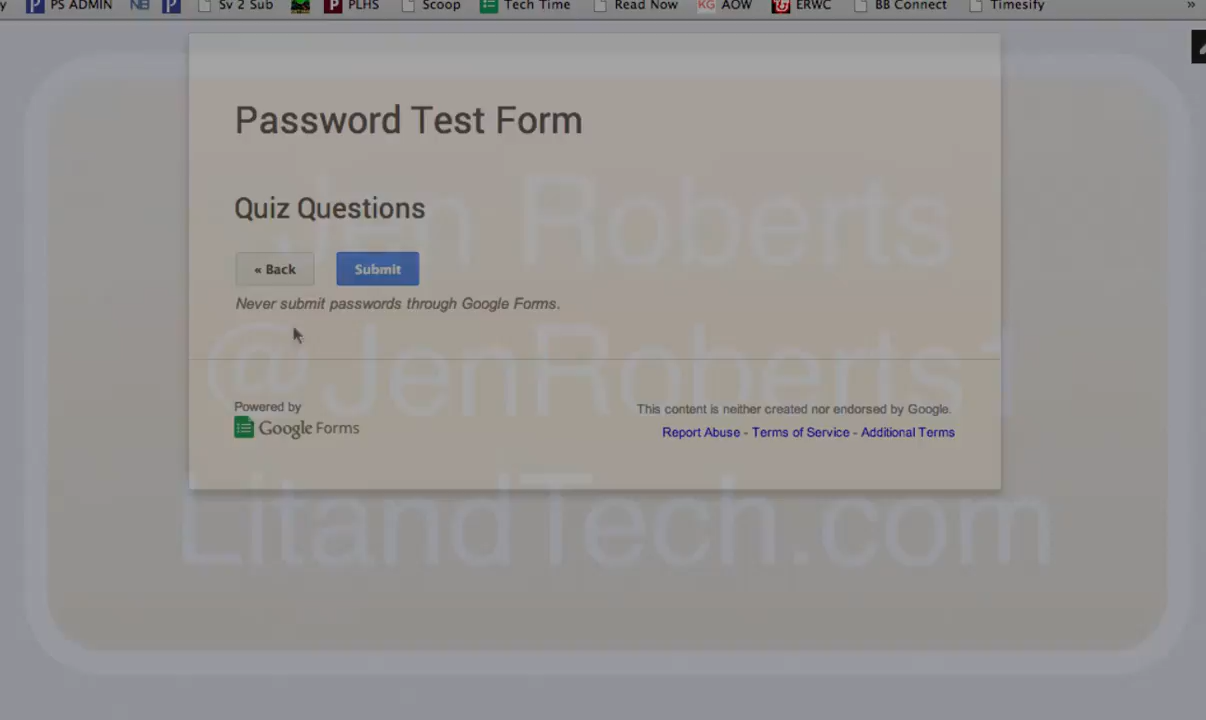 PS ADMIN NB Sv 2 Sub PLHS Scoop Tech Time Read Now KG AOW ERWC BB Connect Timesify »
Password Test Form
Quiz Questions
Jen Roberts
« Back Submit
Never submit passwords through Google Forms.
@JenRoberts1
Powered by
Google Forms
This content is neither created nor endorsed by Google.
Report Abuse - Terms of Service - Additional Terms
LitandTech.com